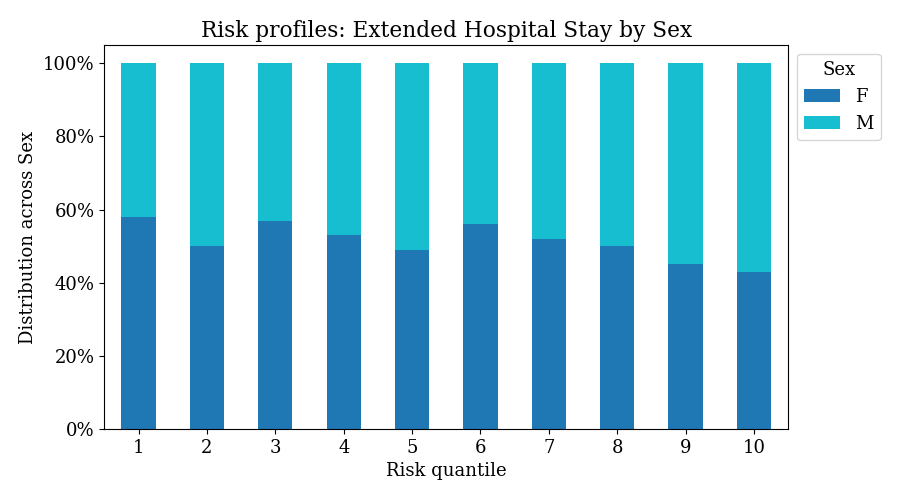 Risk profiles: Extended Hospital Stay by Sex
100%
80%
60%
40%
20%
0%
Distribution across Sex
1 2 3 4 5 6 7 8 9 10
Risk quantile
Sex
F
M